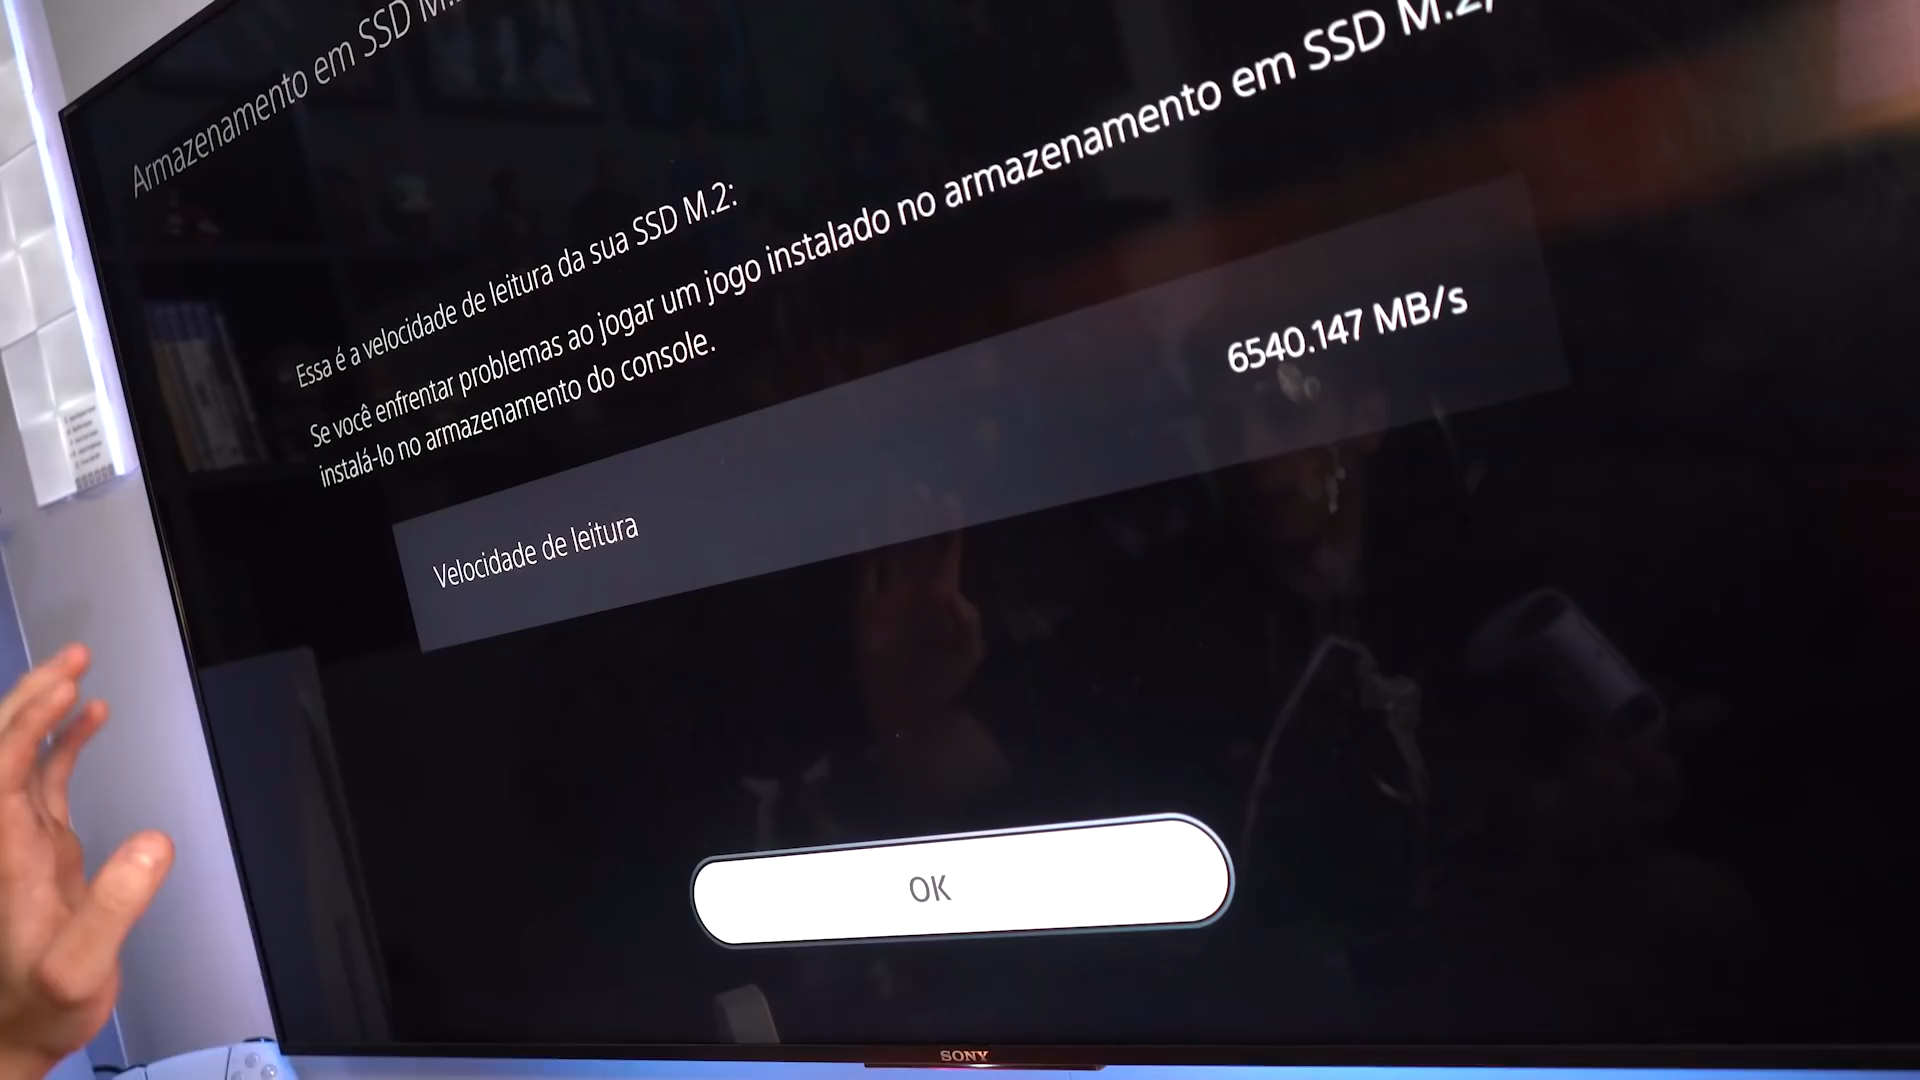 Armazenamento em SSD M.
Essa é a velocidade de leitura da sua SSD M.2:
Se você enfrentar problemas ao jogar um jogo instalado no armazenamento em SSD M.2,
instalá-lo no armazenamento do console.
Velocidade de leitura
6540.147 MB/s
OK
SONY